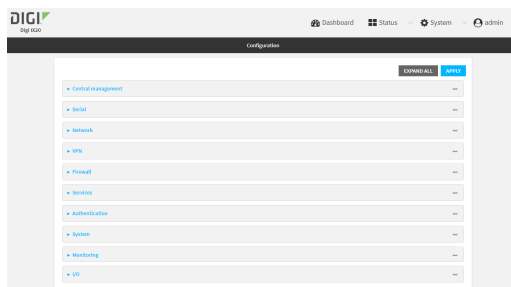 DIGI
Digi IX20
Dashboard
Status
System
admin
Configuration
EXPAND ALL
APPLY
Central management
Serial
Network
VPN
Firewall
Services
Authentication
System
Monitoring
I/O